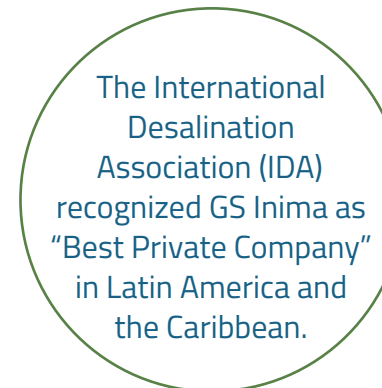 The International
Desalination
Association (IDA)
recognized GS Inima as
“Best Private Company”
in Latin America and
the Caribbean.